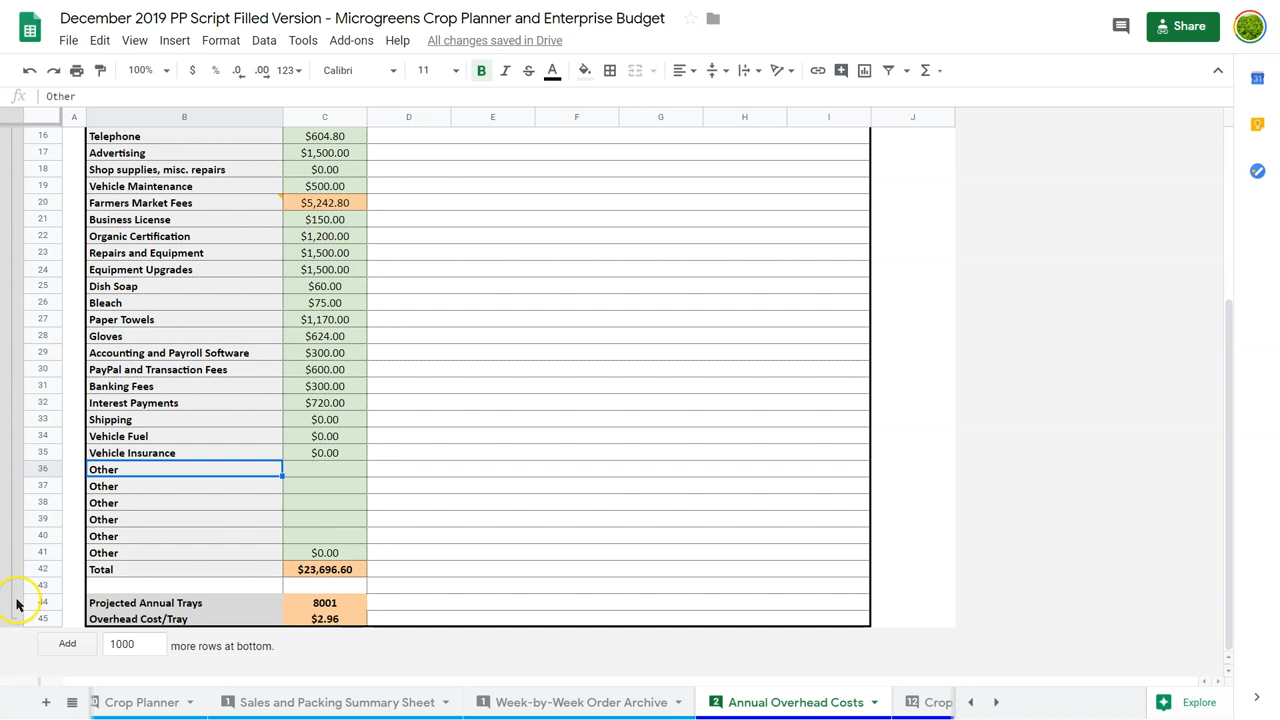 December 2019 PP Script Filled Version - Microgreens Crop Planner and Enterprise Budget
Share
File Edit View Insert Format Data Tools Add-ons Help All changes saved in Drive
100% $ % .0 .00 123 Calibri 11 B I S A
fx Other
A B C D E F G H I J
16 Telephone $604.80
17 Advertising $1,500.00
18 Shop supplies, misc. repairs $0.00
19 Vehicle Maintenance $500.00
20 Farmers Market Fees $5,242.80
21 Business License $150.00
22 Organic Certification $1,200.00
23 Repairs and Equipment $1,500.00
24 Equipment Upgrades $1,500.00
25 Dish Soap $60.00
26 Bleach $75.00
27 Paper Towels $1,170.00
28 Gloves $624.00
29 Accounting and Payroll Software $300.00
30 PayPal and Transaction Fees $600.00
31 Banking Fees $300.00
32 Interest Payments $720.00
33 Shipping $0.00
34 Vehicle Fuel $0.00
35 Vehicle Insurance $0.00
36 Other
37 Other
38 Other
39 Other
40 Other
41 Other $0.00
42 Total $23,696.60
43
44 Projected Annual Trays 8001
45 Overhead Cost/Tray $2.96
Add 1000 more rows at bottom.
Crop Planner 1 Sales and Packing Summary Sheet 1 Week-by-Week Order Archive 2 Annual Overhead Costs 12 Crop Explore